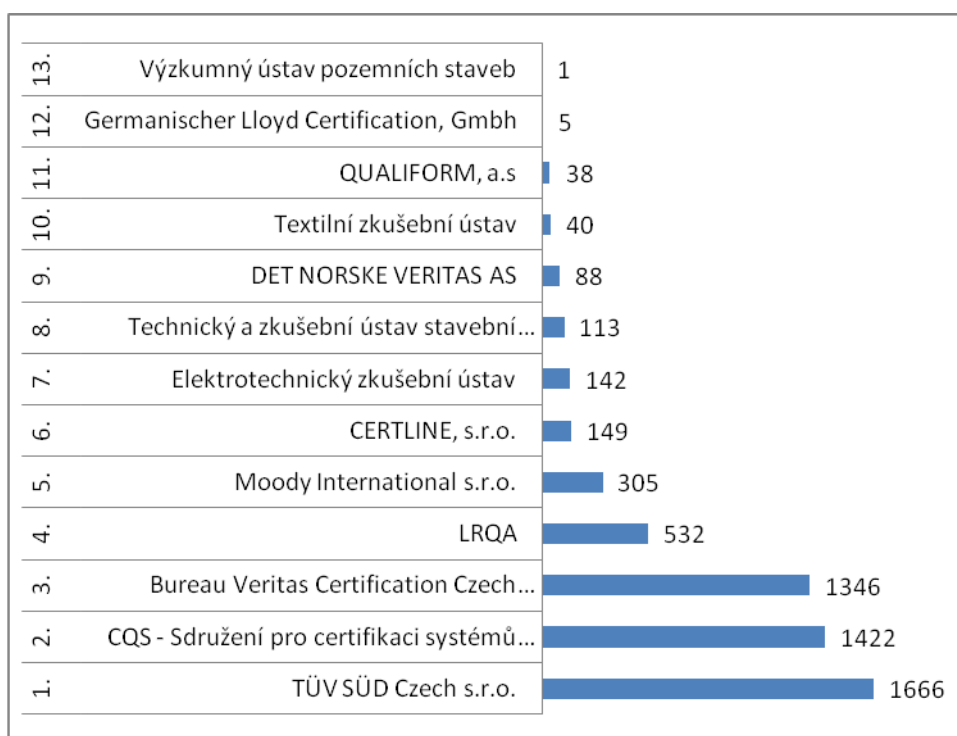 13. Výzkumný ústav pozemních staveb 1
12. Germanischer Lloyd Certification, Gmbh 5
11. QUALIFORM, a.s 38
10. Textilní zkušební ústav 40
9. DET NORSKE VERITAS AS 88
8. Technický a zkušební ústav stavební... 113
7. Elektrotechnický zkušební ústav 142
6. CERTLINE, s.r.o. 149
5. Moody International s.r.o. 305
4. LRQA 532
3. Bureau Veritas Certification Czech... 1346
2. CQS - Sdružení pro certifikaci systémů... 1422
1. TÜV SÜD Czech s.r.o. 1666